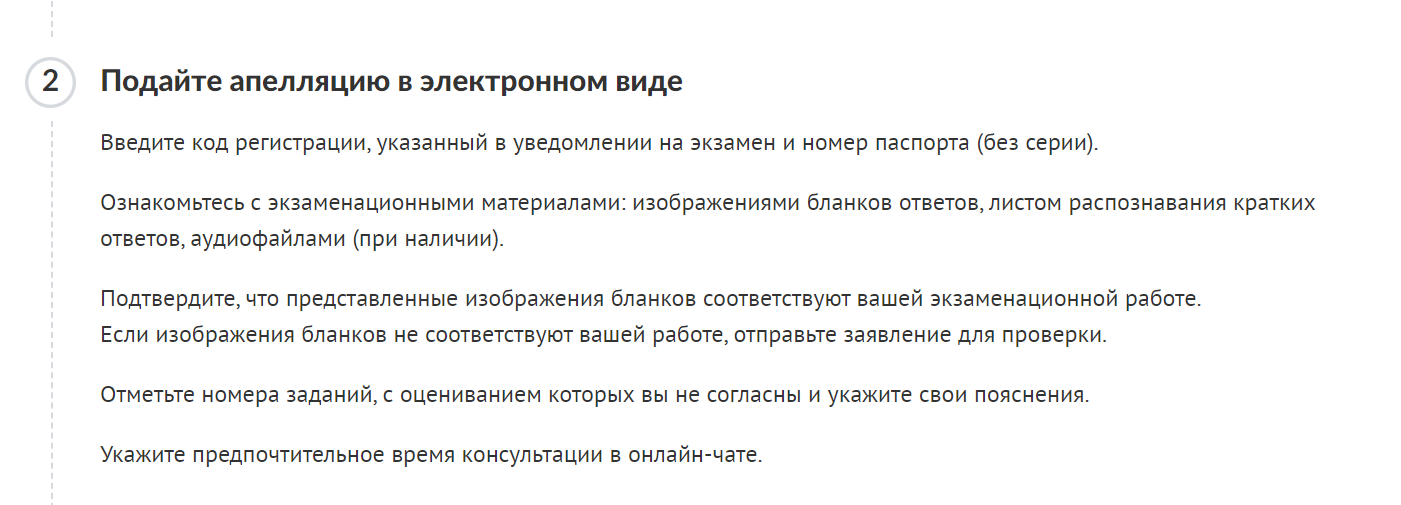 2
Подайте апелляцию в электронном виде
Введите код регистрации, указанный в уведомлении на экзамен и номер паспорта (без серии).
Ознакомьтесь с экзаменационными материалами: изображениями бланков ответов, листом распознавания кратких
ответов, аудиофайлами (при наличии).
Подтвердите, что представленные изображения бланков соответствуют вашей экзаменационной работе.
Если изображения бланков не соответствуют вашей работе, отправьте заявление для проверки.
Отметьте номера заданий, с оцениванием которых вы не согласны и укажите свои пояснения.
Укажите предпочтительное время консультации в онлайн-чате.